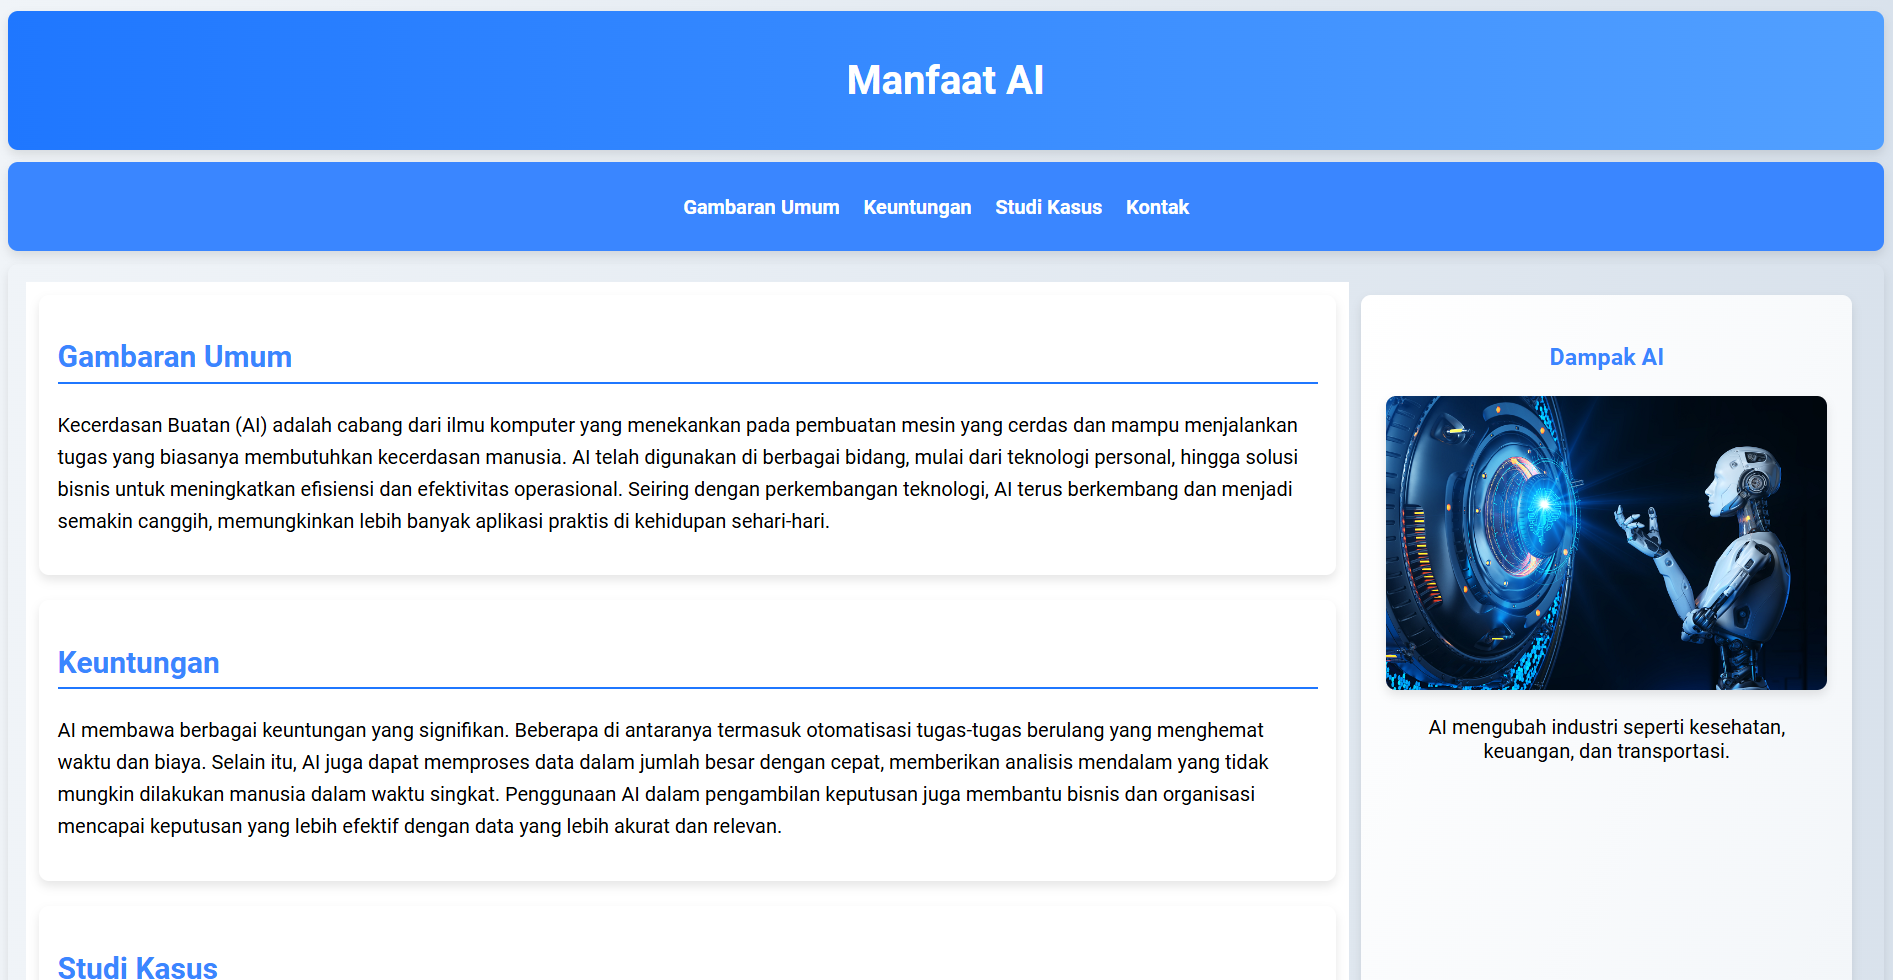 Manfaat AI
Gambaran Umum Keuntungan Studi Kasus Kontak
Gambaran Umum
Kecerdasan Buatan (AI) adalah cabang dari ilmu komputer yang menekankan pada pembuatan mesin yang cerdas dan mampu menjalankan
tugas yang biasanya membutuhkan kecerdasan manusia. AI telah digunakan di berbagai bidang, mulai dari teknologi personal, hingga solusi
bisnis untuk meningkatkan efisiensi dan efektivitas operasional. Seiring dengan perkembangan teknologi, AI terus berkembang dan menjadi
semakin canggih, memungkinkan lebih banyak aplikasi praktis di kehidupan sehari-hari.
Keuntungan
AI membawa berbagai keuntungan yang signifikan. Beberapa di antaranya termasuk otomatisasi tugas-tugas berulang yang menghemat
waktu dan biaya. Selain itu, AI juga dapat memproses data dalam jumlah besar dengan cepat, memberikan analisis mendalam yang tidak
mungkin dilakukan manusia dalam waktu singkat. Penggunaan AI dalam pengambilan keputusan juga membantu bisnis dan organisasi
mencapai keputusan yang lebih efektif dengan data yang lebih akurat dan relevan.
Studi Kasus
Dampak AI
AI mengubah industri seperti kesehatan,
keuangan, dan transportasi.